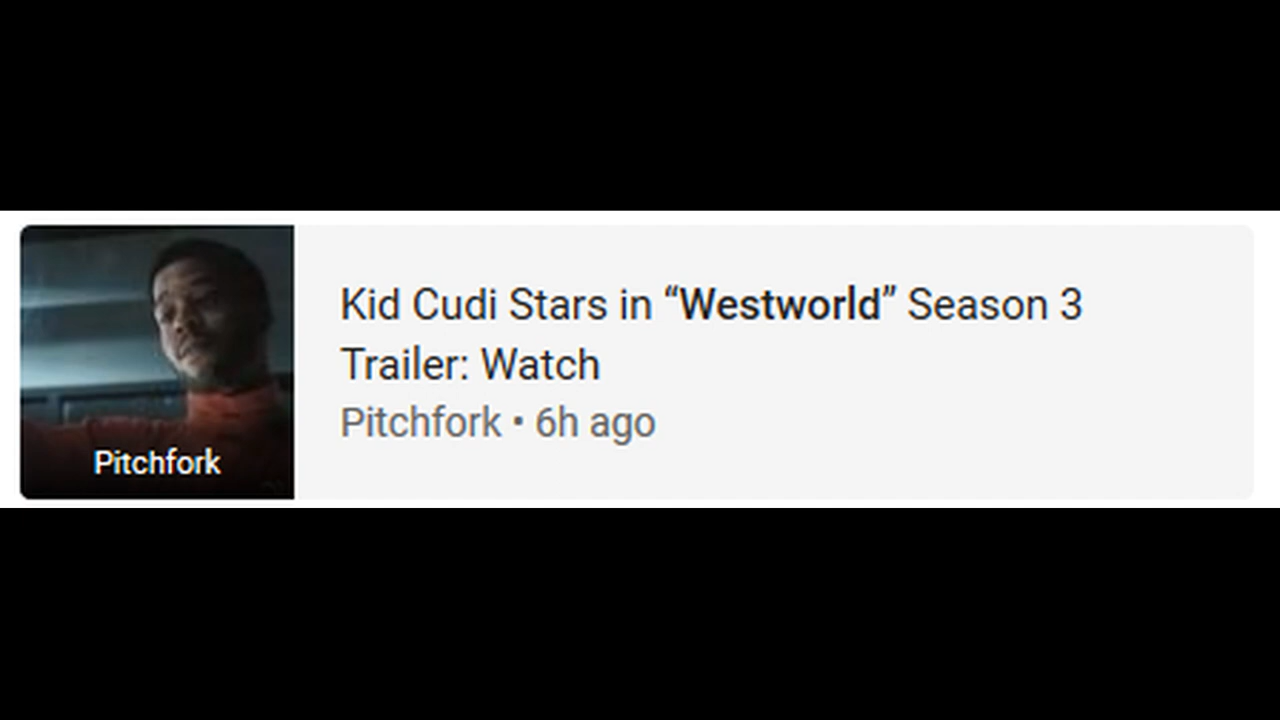 Kid Cudi Stars in “Westworld” Season 3
Trailer: Watch
Pitchfork • 6h ago
Pitchfork